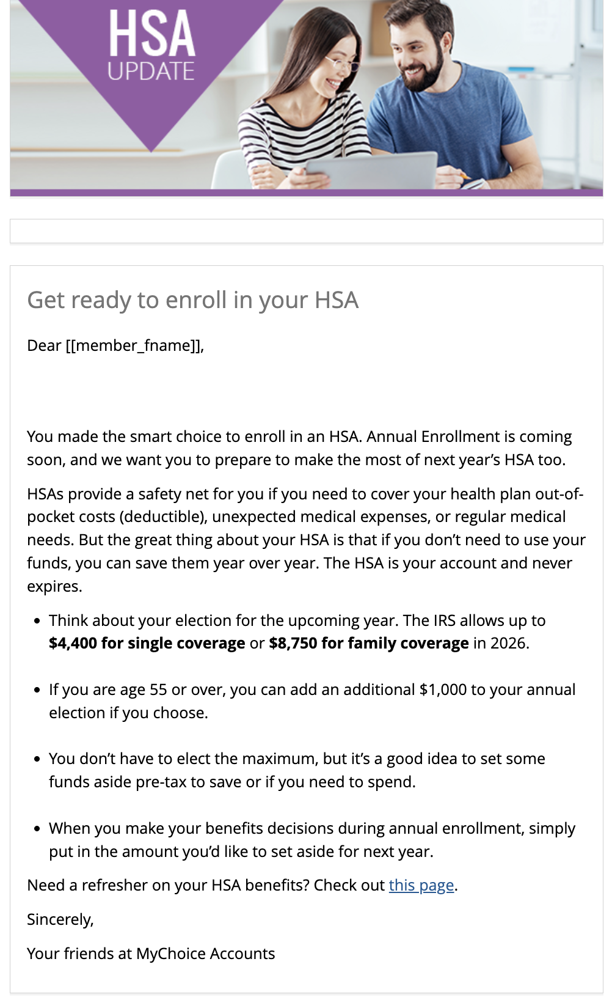 HSA
UPDATE
Get ready to enroll in your HSA
Dear [[member_fname]],
You made the smart choice to enroll in an HSA. Annual Enrollment is coming
soon, and we want you to prepare to make the most of next year’s HSA too.
HSAs provide a safety net for you if you need to cover your health plan out-of-
pocket costs (deductible), unexpected medical expenses, or regular medical
needs. But the great thing about your HSA is that if you don’t need to use your
funds, you can save them year over year. The HSA is your account and never
expires.
• Think about your election for the upcoming year. The IRS allows up to
$4,400 for single coverage or $8,750 for family coverage in 2026.
• If you are age 55 or over, you can add an additional $1,000 to your annual
election if you choose.
• You don’t have to elect the maximum, but it’s a good idea to set some
funds aside pre-tax to save or if you need to spend.
• When you make your benefits decisions during annual enrollment, simply
put in the amount you’d like to set aside for next year.
Need a refresher on your HSA benefits? Check out this page.
Sincerely,
Your friends at MyChoice Accounts